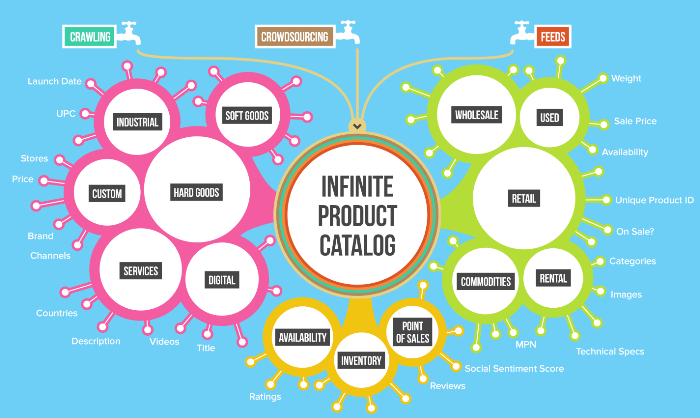 CRAWLING
CROWDSOURCING
FEEDS
Launch Date
UPC
Stores
Price
Brand
Channels
Countries
Description
Videos
Title
INDUSTRIAL
SOFT GOODS
CUSTOM
HARD GOODS
SERVICES
DIGITAL
INFINITE
PRODUCT
CATALOG
WHOLESALE
USED
RETAIL
COMMODITIES
RENTAL
Weight
Sale Price
Availability
Unique Product ID
On Sale?
Categories
Images
Technical Specs
MPN
AVAILABILITY
INVENTORY
POINT
OF SALES
Social Sentiment Score
Reviews
Ratings